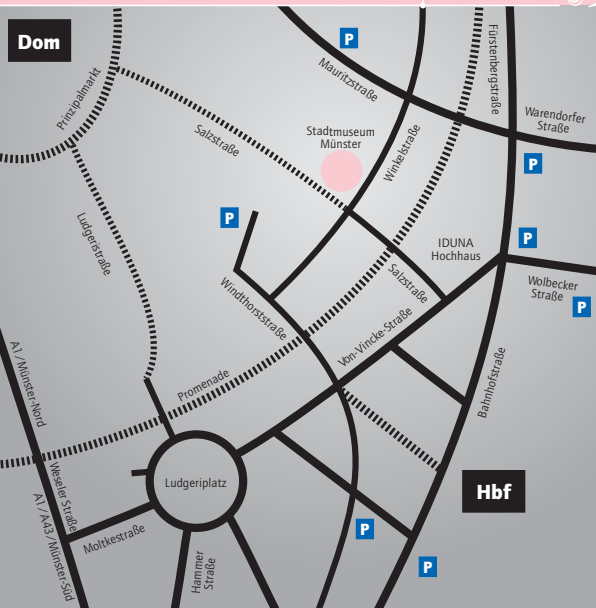 Dom
P
Fürstenbergstraße
Mauritzstraße
Prinzipalmarkt
Warendorfer
Straße
Salzstraße
Stadtmuseum
Münster
Winkelstraße
P
P
Ludgeristraße
P
IDUNA
Hochhaus
Salzstraße
Wolbecker
Straße
P
Windthorststraße
Von-Vincke-Straße
A1/Münster-Nord
Promenade
Bahnhofstraße
Ludgeriplatz
Hbf
Weseler Straße
A1/A43/Münster-Süd
Moltkestraße
Hammer
Straße
P
P